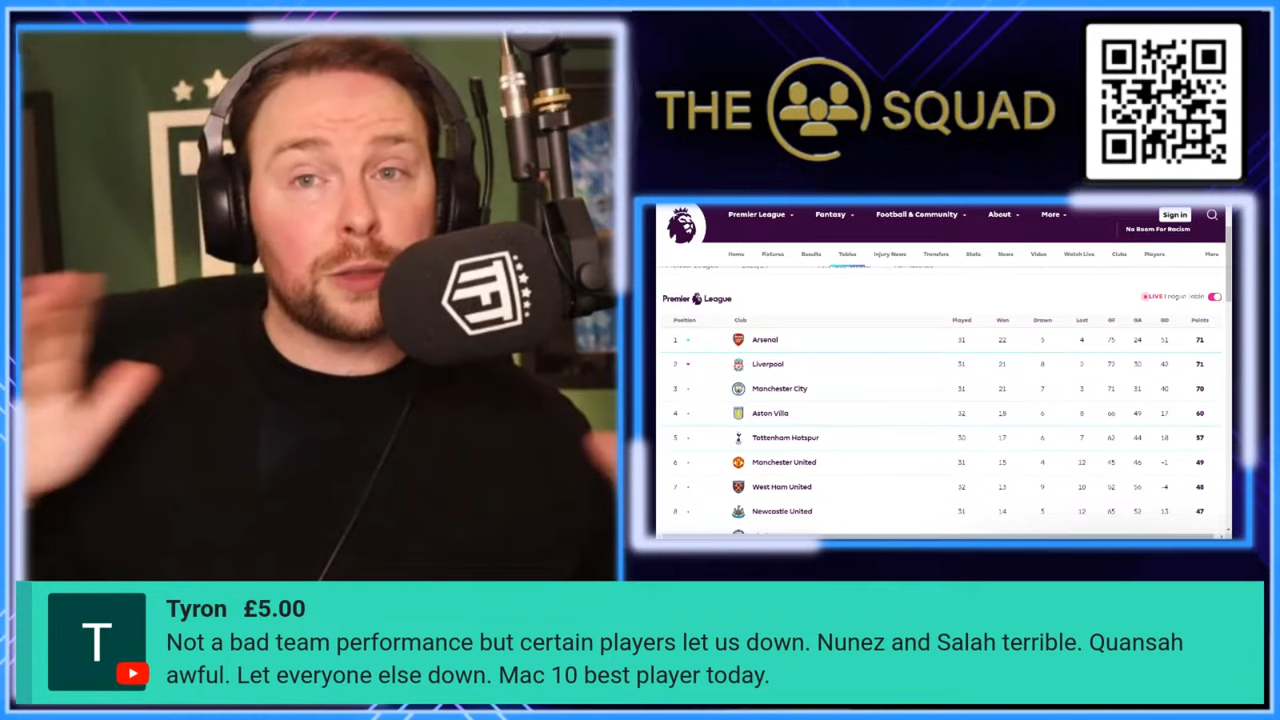 THE SQUAD
TFT
Premier League Fantasy Football & Community About More Sign in
No Room For Racism
Home Fixtures Results Tables Injury News Transfers Stats News Video Watch Live Clubs Players More
Premier League
LIVE League Table
Position Club Played Won Drawn Lost GF GA GD Points
1 Arsenal 31 22 5 4 75 24 51 71
2 Liverpool 31 21 8 2 72 30 42 71
3 Manchester City 31 21 7 3 71 31 40 70
4 Aston Villa 32 18 6 8 66 49 17 60
5 Tottenham Hotspur 30 17 6 7 62 44 18 57
6 Manchester United 31 15 4 12 45 46 -1 49
7 West Ham United 32 13 9 10 52 56 -4 48
8 Newcastle United 31 14 5 12 65 52 13 47
T
Tyron £5.00
Not a bad team performance but certain players let us down. Nunez and Salah terrible. Quansah
awful. Let everyone else down. Mac 10 best player today.